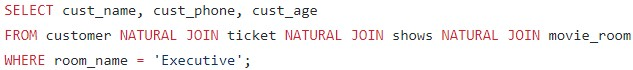 SELECT cust_name, cust_phone, cust_age
FROM customer NATURAL JOIN ticket NATURAL JOIN shows NATURAL JOIN movie_room
WHERE room_name = 'Executive';